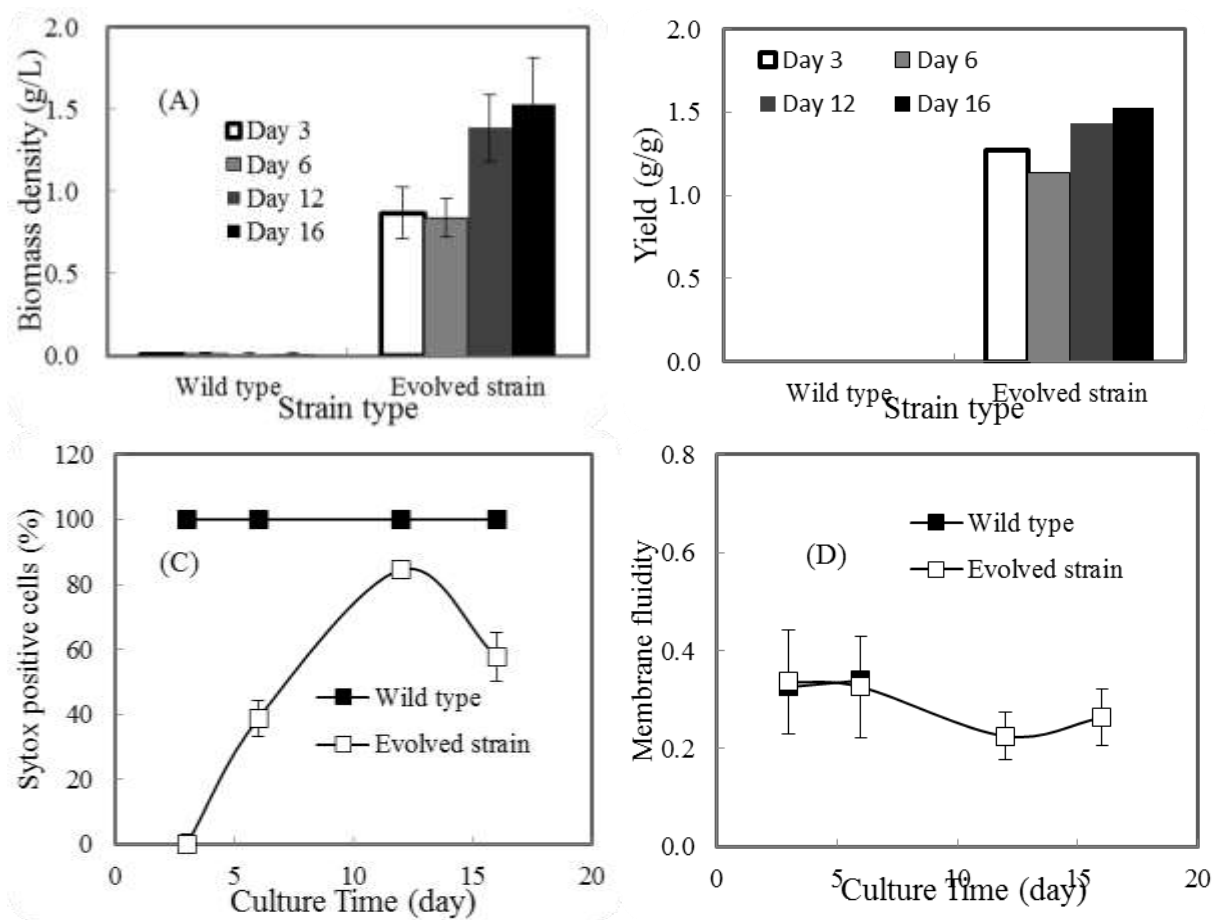 Biomass density (g/L)
2.0
1.5
1.0
0.5
0.0
(A)
Day 3
Day 6
Day 12
Day 16
Wild type
Evolved strain
Strain type
Yield (g/g)
2.0
1.5
1.0
0.5
0.0
Day 3 Day 6
Day 12 Day 16
Wild type
Evolved strain
Strain type
Sytox positive cells (%)
120
100
80
60
40
20
0
(C)
Wild type
Evolved strain
0 5 10 15 20
Culture Time (day)
Membrane fluidity
0.8
0.6
0.4
0.2
0.0
(D)
Wild type
Evolved strain
0 5 10 15 20
Culture Time (day)